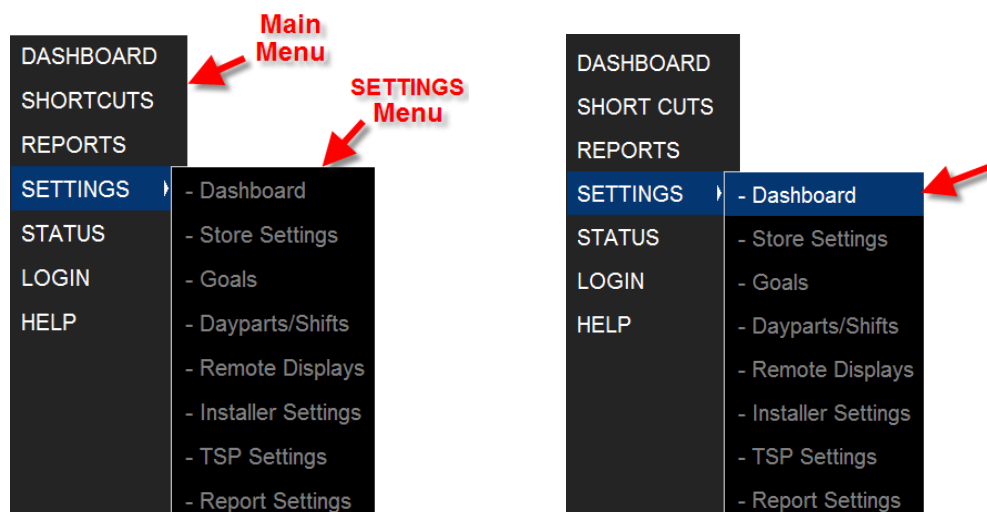 Main
Menu
DASHBOARD
SHORTCUTS
REPORTS
SETTINGS
STATUS
LOGIN
HELP
SETTINGS
Menu
- Dashboard
- Store Settings
- Goals
- Dayparts/Shifts
- Remote Displays
- Installer Settings
- TSP Settings
- Report Settings
DASHBOARD
SHORT CUTS
REPORTS
SETTINGS
STATUS
LOGIN
HELP
- Dashboard
- Store Settings
- Goals
- Dayparts/Shifts
- Remote Displays
- Installer Settings
- TSP Settings
- Report Settings